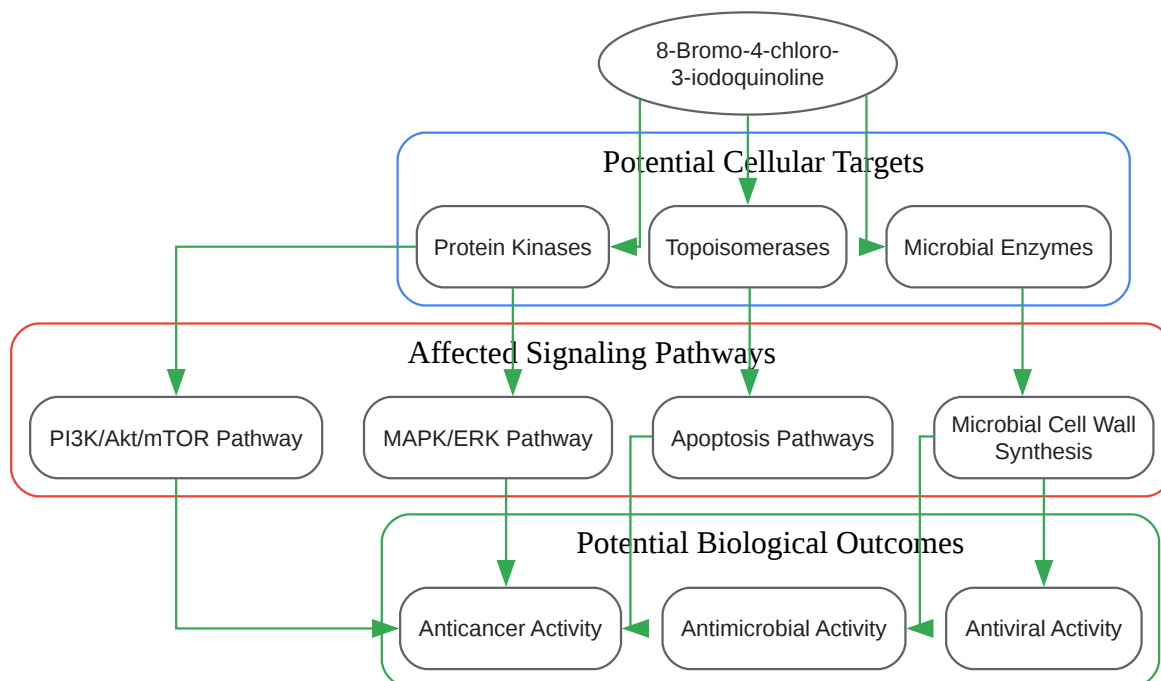 8-Bromo-4-chloro-
3-iodoquinoline
Potential Cellular Targets
Protein Kinases
Topoisomerases
Microbial Enzymes
Affected Signaling Pathways
PI3K/Akt/mTOR Pathway
MAPK/ERK Pathway
Apoptosis Pathways
Microbial Cell Wall
Synthesis
Potential Biological Outcomes
Anticancer Activity
Antimicrobial Activity
Antiviral Activity